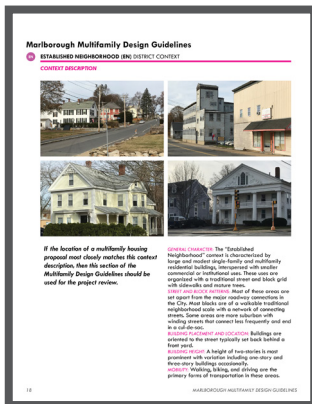 Marlborough Multifamily Design Guidelines
EN ESTABLISHED NEIGHBORHOOD (EN) DISTRICT CONTEXT
CONTEXT DESCRIPTION
If the location of a multifamily housing
proposal most closely matches this context
description, then this section of the
Multifamily Design Guidelines should be
used for the project review.
GENERAL CHARACTER: The "Established
Neighborhood" context is characterized by
large and modest single-family and multifamily
residential buildings, interspersed with smaller
commercial or institutional uses. These uses are
organized with a traditional street and block grid
with sidewalks and mature trees.
STREET AND BLOCK PATTERNS: Most of these areas are
set apart from the major roadway connections in
the City. Most blocks are of a walkable traditional
neighborhood scale with a network of connecting
streets. Some areas are more suburban with
winding streets that connect less frequently and end
in a cul-de-sac.
BUILDING PLACEMENT AND LOCATION: Buildings are
oriented to the street typically set back behind a
front yard.
BUILDING HEIGHT: A height of two-stories is most
prominent with variation including one-story and
three-story buildings occasionally.
MOBILITY: Walking, biking, and driving are the
primary forms of transportation in these areas.
18
MARLBOROUGH MULTIFAMILY DESIGN GUIDELINES